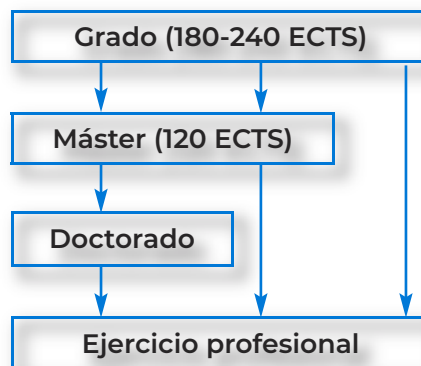 Grado (180-240 ECTS)
Máster (120 ECTS)
Doctorado
Ejercicio profesional